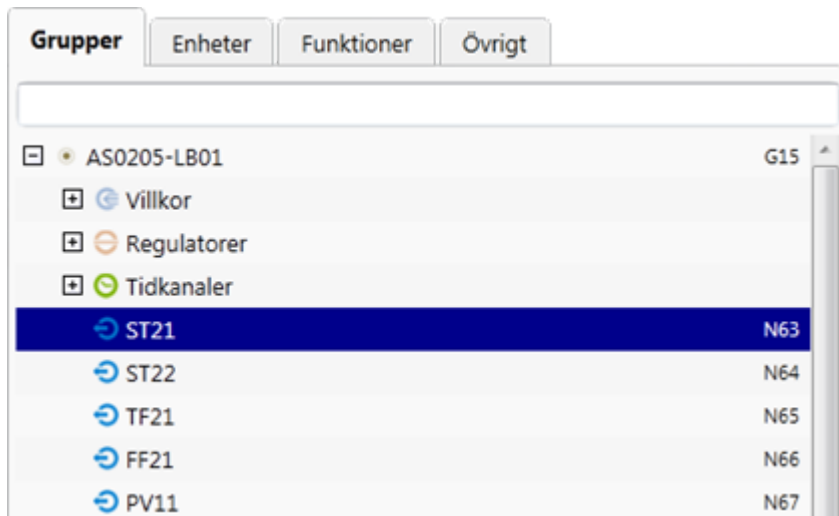 Grupper Enheter Funktioner Övrigt
AS0205-LB01 G15
Villkor
Regulatorer
Tidkanaler
ST21 N63
ST22 N64
TF21 N65
FF21 N66
PV11 N67